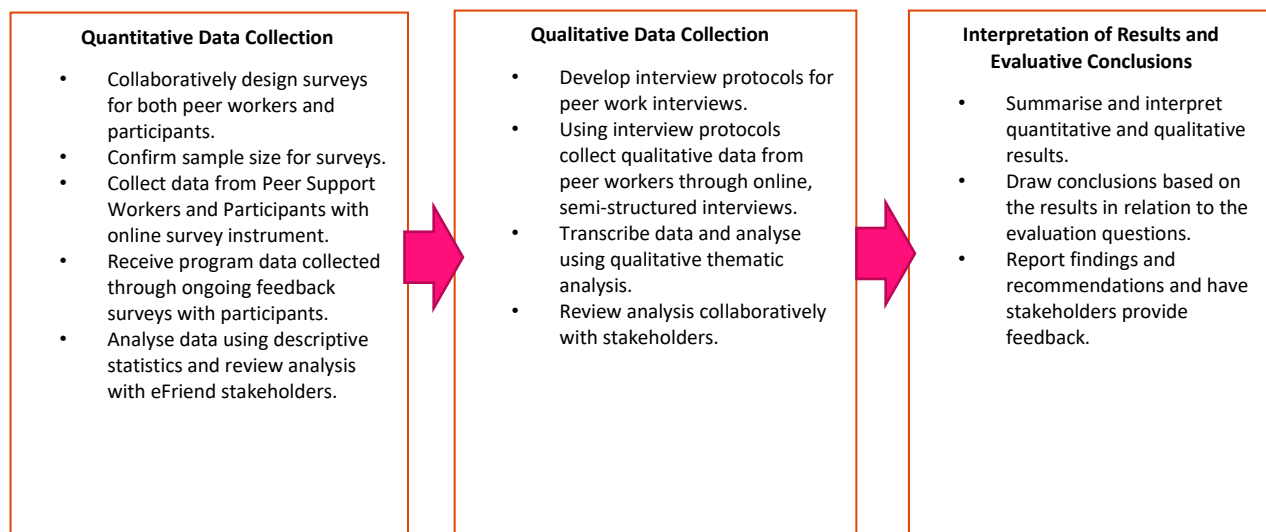 Quantitative Data Collection
• Collaboratively design surveys
for both peer workers and
participants.
• Confirm sample size for surveys.
• Collect data from Peer Support
Workers and Participants with
online survey instrument.
• Receive program data collected
through ongoing feedback
surveys with participants.
• Analyse data using descriptive
statistics and review analysis
with eFriend stakeholders.
Qualitative Data Collection
• Develop interview protocols for
peer work interviews.
• Using interview protocols
collect qualitative data from
peer workers through online,
semi-structured interviews.
• Transcribe data and analyse
using qualitative thematic
analysis.
• Review analysis collaboratively
with stakeholders.
Interpretation of Results and
Evaluative Conclusions
• Summarise and interpret
quantitative and qualitative
results.
• Draw conclusions based on
the results in relation to the
evaluation questions.
• Report findings and
recommendations and have
stakeholders provide
feedback.